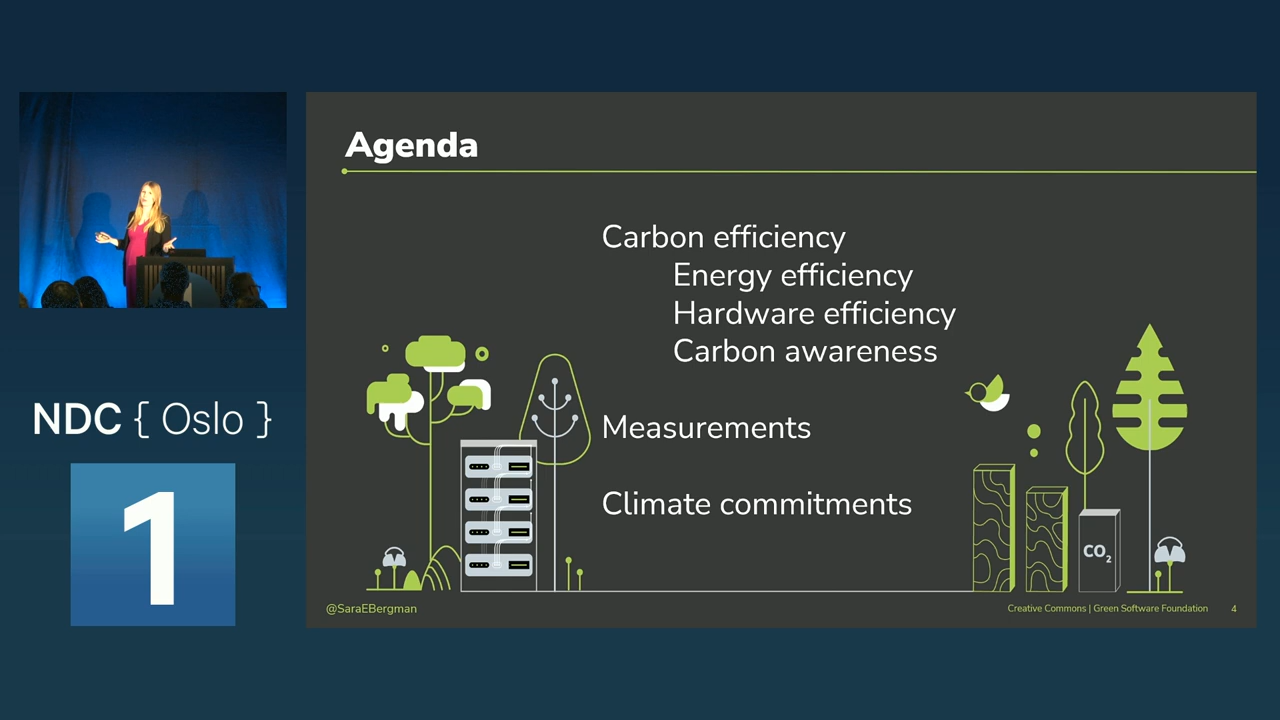 Agenda
Carbon efficiency
Energy efficiency
Hardware efficiency
Carbon awareness
Measurements
Climate commitments
CO2
@SaraEBergman
Creative Commons | Green Software Foundation
4
NDC { Oslo }
1